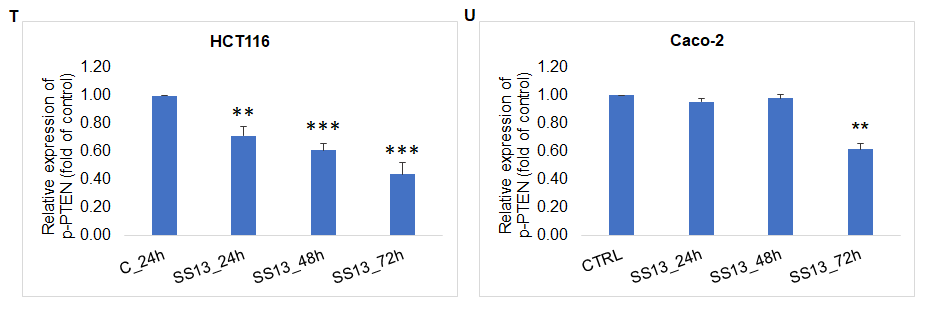 T
HCT116
Relative expression of
p-PTEN (fold of control)
1.20
1.00
0.80
0.60
0.40
0.20
0.00
**
***
***
C_24h
SS13_24h
SS13_48h
SS13_72h
U
Caco-2
Relative expression of
p-PTEN (fold of control)
1.20
1.00
0.80
0.60
0.40
0.20
0.00
**
CTRL
SS13_24h
SS13_48h
SS13_72h